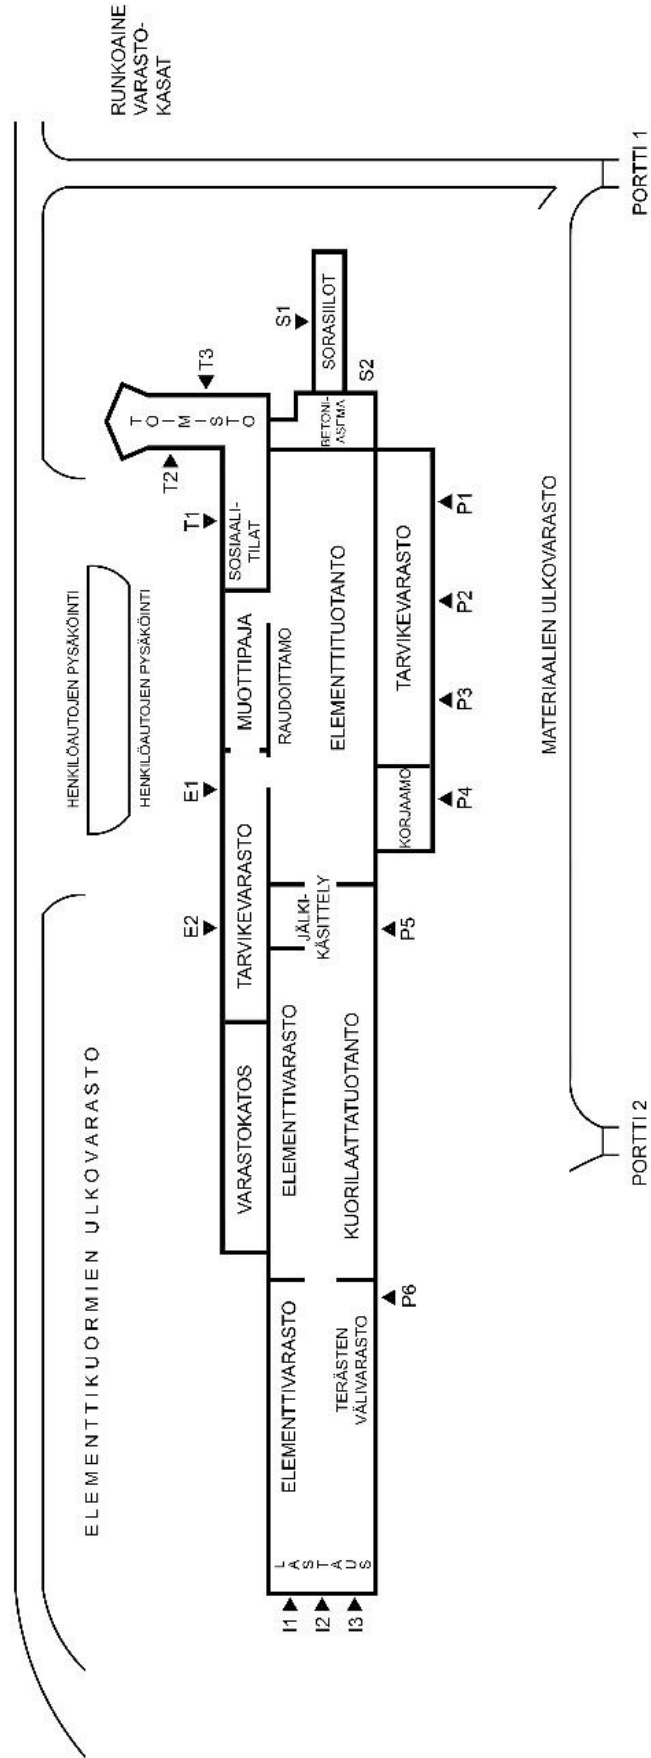 RUNKOAINE
VARASTO-
KASAT
HENKILÖAUTOJEN PYSÄKÖINTI
HENKILÖAUTOJEN PYSÄKÖINTI
ELEMENTTIKUORMIEN ULKOVARASTO
E2
E1
T1
T2
T3
TOIMISTO
S1
SORASIILOT
S2
BETONI-
ASEMA
VARASTOKATOS
TARVIKEVARASTO
MUOTTIPAJA
SOSIAALI-
TILAT
RAUDOITTAMO
ELEMENTTIVARASTO
ELEMENTTIVARASTO
JÄLKI-
KÄSITTELY
ELEMENTTITUOTANTO
LASTAUS
TERÄSTEN
VÄLIVARASTO
KUORILAATTATUOTANTO
KORJAAMO
TARVIKEVARASTO
I1
I2
I3
P6
P5
P4
P3
P2
P1
MATERIAALIEN ULKOVARASTO
PORTTI 2
PORTTI 1